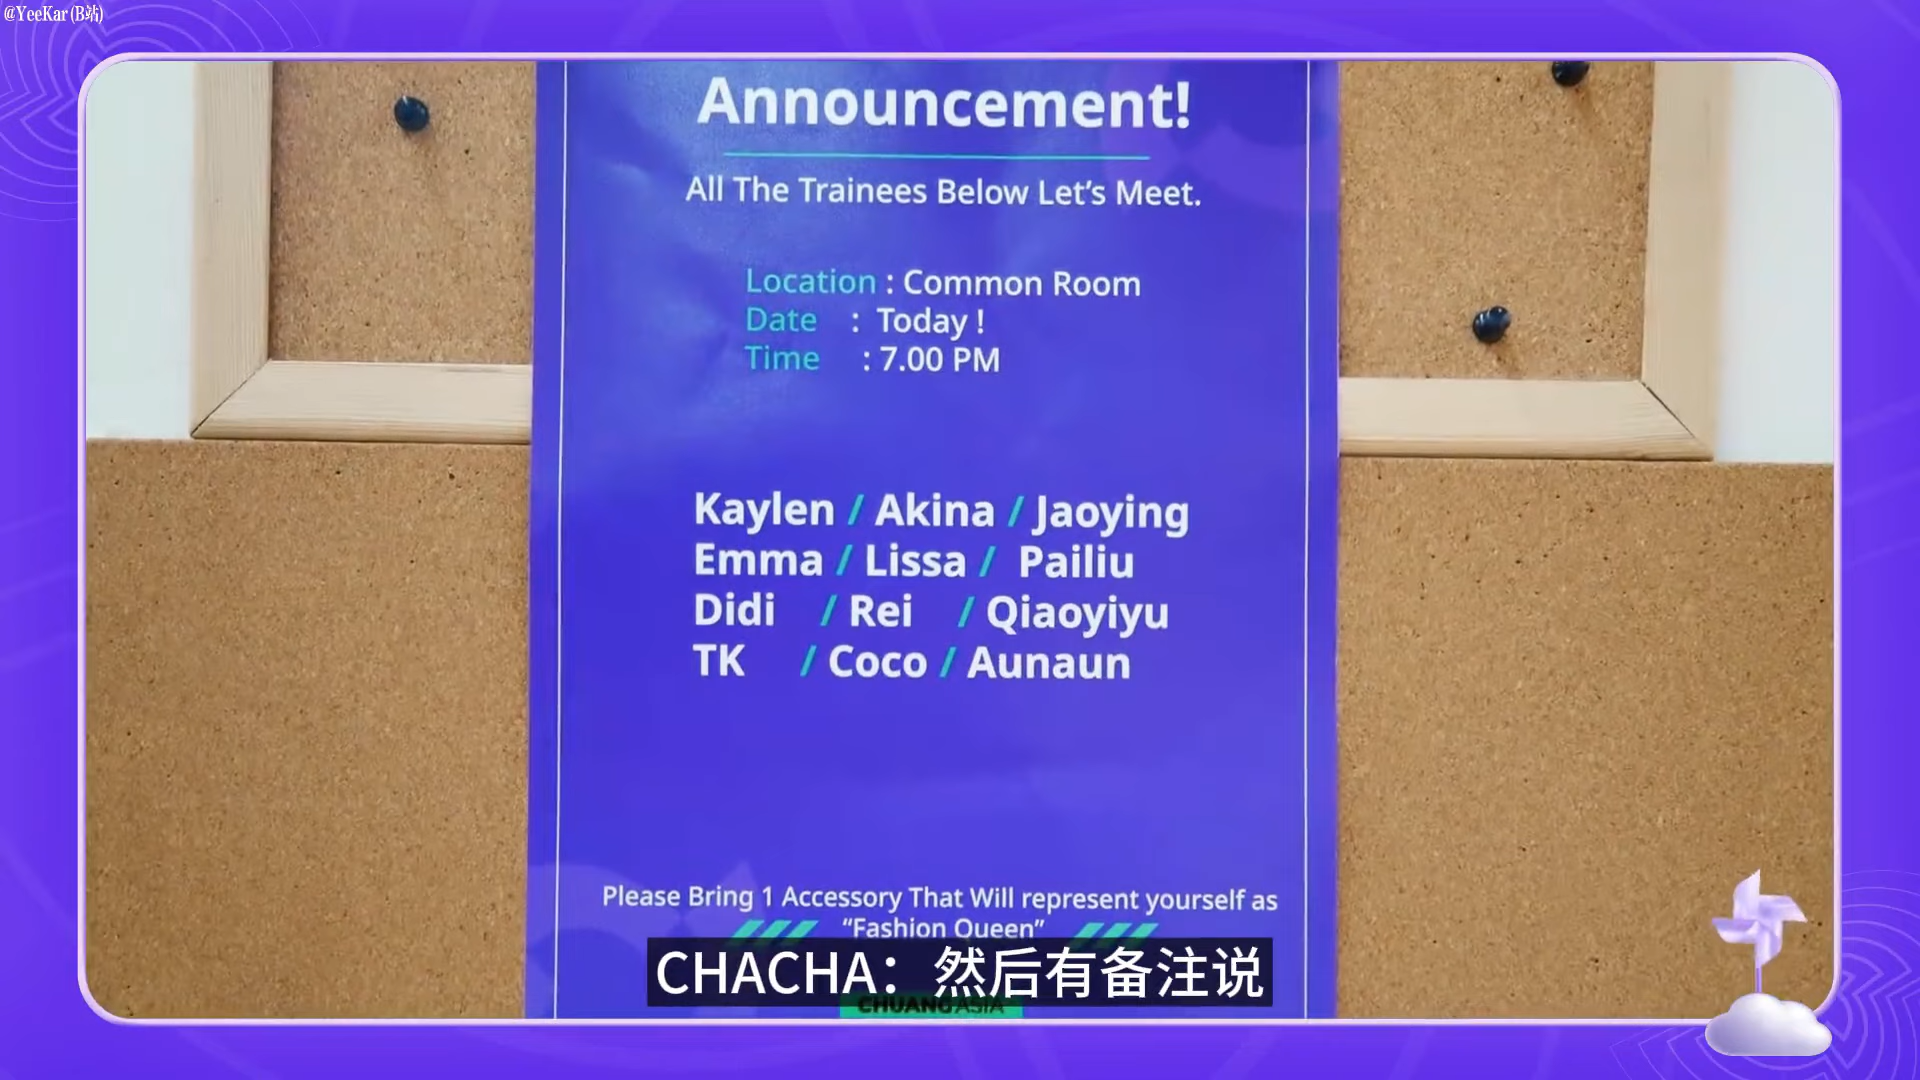 @YeeKar (B站)
Announcement!
All The Trainees Below Let's Meet.
Location : Common Room
Date : Today !
Time : 7.00 PM
Kaylen / Akina / Jaoying
Emma / Lissa / Pailiu
Didi / Rei / Qiaoyiyu
TK / Coco / Aunaun
Please Bring 1 Accessory That Will represent yourself as
“Fashion Queen”
CHACHA：然后有备注说
CHUANG ASIA